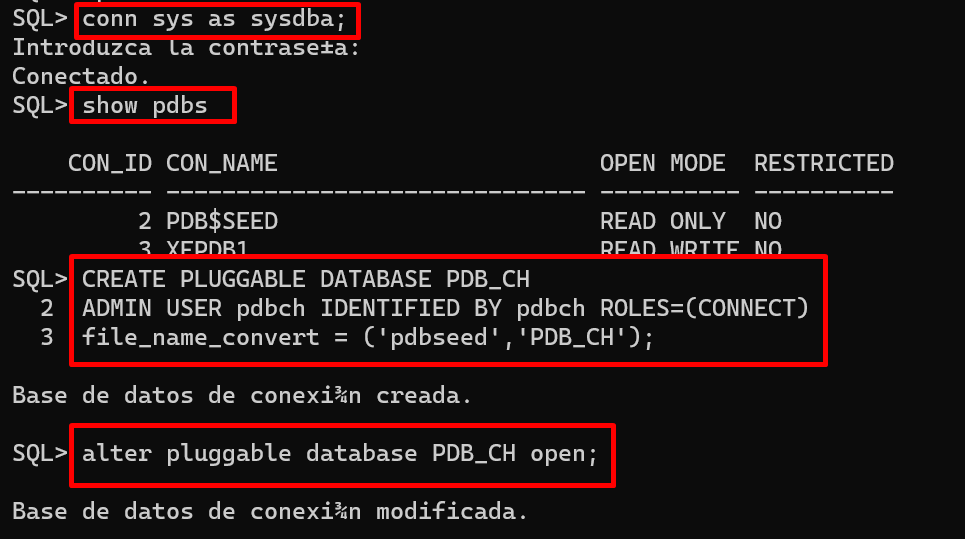 SQL> conn sys as sysdba;
Introduzca la contrase±a:
Conectado.
SQL> show pdbs
CON_ID CON_NAME OPEN MODE RESTRICTED
---------- ------------------------------ ---------- ----------
2 PDB$SEED READ ONLY NO
3 XEPDB1 READ WRITE NO
SQL> CREATE PLUGGABLE DATABASE PDB_CH
2 ADMIN USER pdbch IDENTIFIED BY pdbch ROLES=(CONNECT)
3 file_name_convert = ('pdbseed','PDB_CH');
Base de datos de conexi¾n creada.
SQL> alter pluggable database PDB_CH open;
Base de datos de conexi¾n modificada.